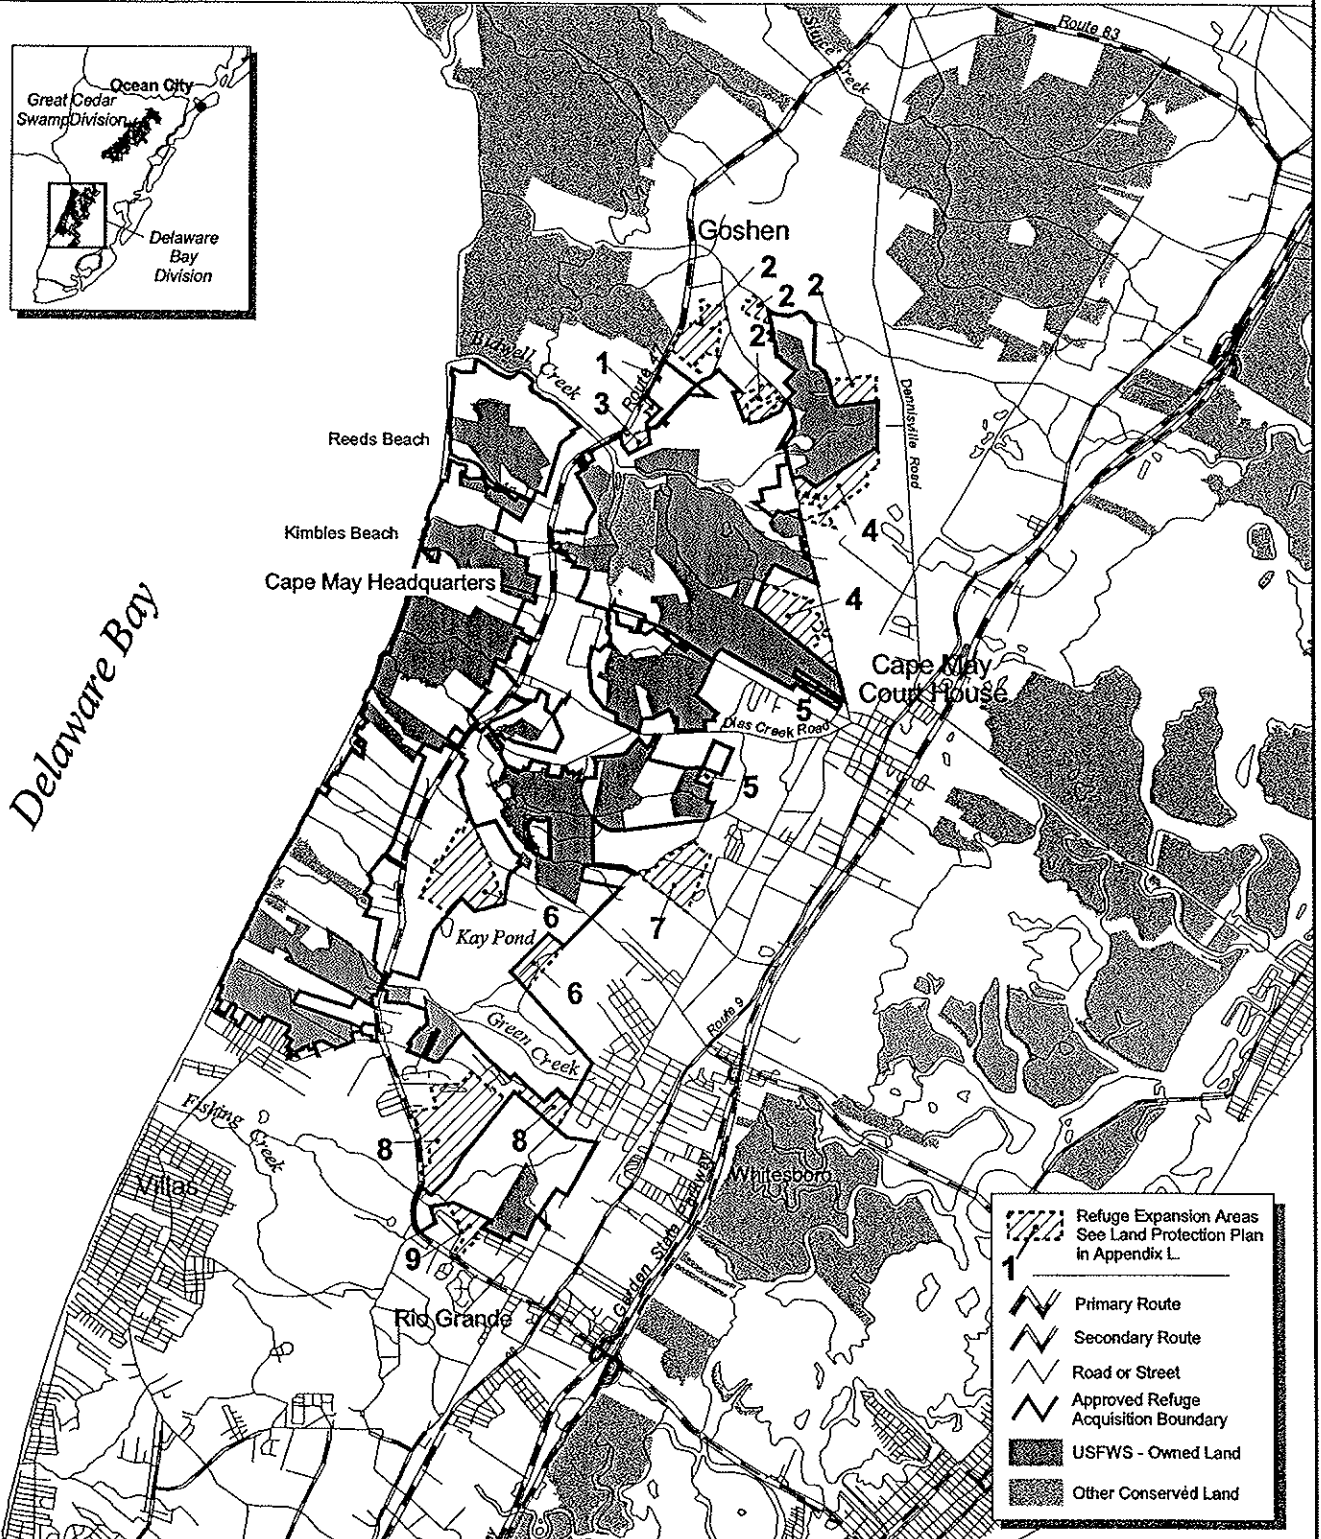 Ocean City
Great Cedar
SwampDivision
Delaware
Bay
Division
Route 83
Sluice Creek
Goshen
2
2
2
2
Bidwell
Creek
1
Route 47
3
Reeds Beach
Dennisville Road
Kimbles Beach
4
Cape May Headquarters
4
Delaware Bay
Cape May
Court House
5
Dias Creek Road
5
6
7
Kay Pond
6
Route 9
Green
Creek
Fishing
Creek
8
8
Villas
Whitesboro
9
Garden State Parkway
Rio Grande
Refuge Expansion Areas
See Land Protection Plan
in Appendix L.
1
Primary Route
Secondary Route
Road or Street
Approved Refuge
Acquisition Boundary
USFWS - Owned Land
Other Conserved Land